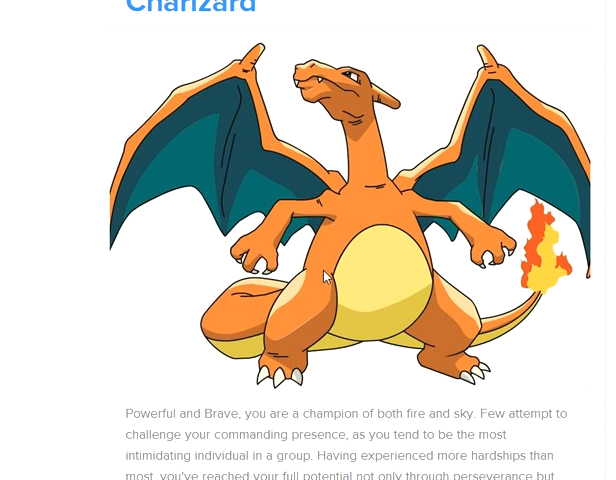 Charizard
Powerful and Brave, you are a champion of both fire and sky. Few attempt to
challenge your commanding presence, as you tend to be the most
intimidating individual in a group. Having experienced more hardships than
most, you've reached your full potential not only through perseverance but